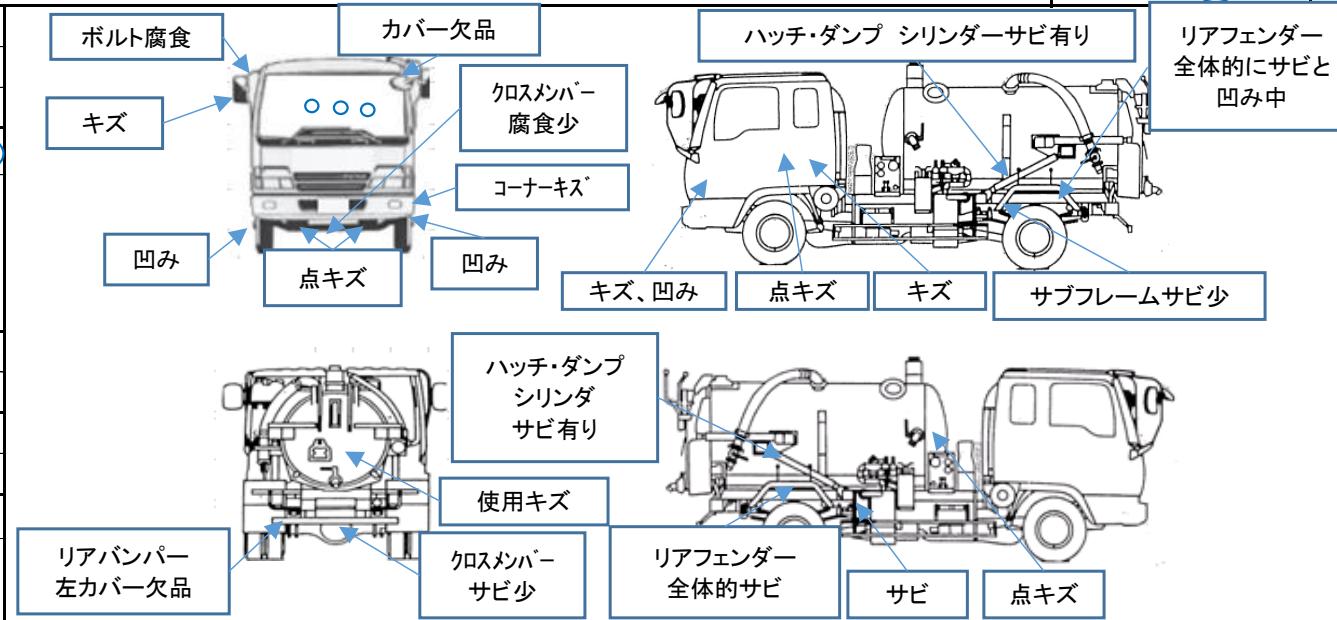 ボルト腐食
カバー欠品
キズ
クロスメンバー
腐食少
コーナーキズ
凹み
点キズ
凹み
ハッチ・ダンプ シリンダーサビ有り
リアフェンダー
全体的にサビと
凹み中
キズ、凹み
点キズ
キズ
サブフレームサビ少
ハッチ・ダンプ
シリンダ
サビ有り
使用キズ
リアバンパー
左カバー欠品
クロスメンバー
サビ少
リアフェンダー
全体的サビ
サビ
点キズ